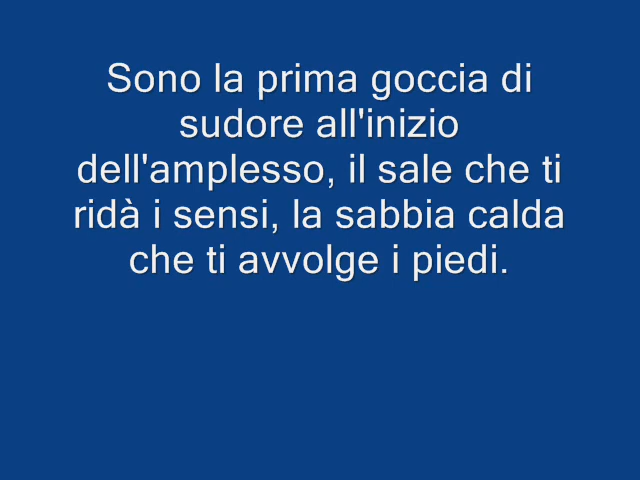 Sono la prima goccia di
sudore all'inizio
dell'amplesso, il sale che ti
ridà i sensi, la sabbia calda
che ti avvolge i piedi.